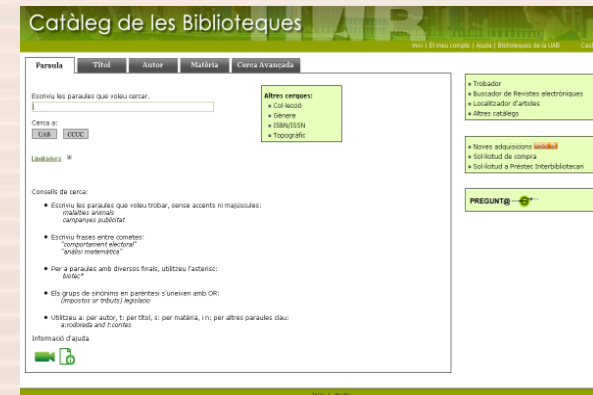 Catàleg de les Biblioteques
Inici | El meu compte | Ajuda | Biblioteques de la UAB Cast
Paraula Títol Autor Matèria Cerca Avançada
Escriviu les paraules que voleu cercar.
Cerca a:
UAB CCUC
Limitadors
Altres cerques:
Col·lecció
Gènere
ISBN/ISSN
Topogràfic
Trobador
Buscador de Revistes electròniques
Localitzador d'articles
Altres catàlegs
Noves adquisicions
Sol·licitud de compra
Sol·licitud a Préstec Interbibliotecari
PREGUNT@
Consells de cerca:
Escriviu les paraules que voleu trobar, sense accents ni majúscules:
malalties animals
campanyes publicitat
Escriviu frases entre cometes:
"comportament electoral"
"anàlisi matemàtica"
Per a paraules amb diversos finals, utilitzeu l'asterisc:
biotec*
Els grups de sinònims en parèntesi s'uneixen amb OR:
(impostos or tributs) legislacio
Utilitzeu a: per autor, t: per títol, s: per matèria, i n: per altres paraules clau:
a:rodoreda and t:contes
Informació d'ajuda